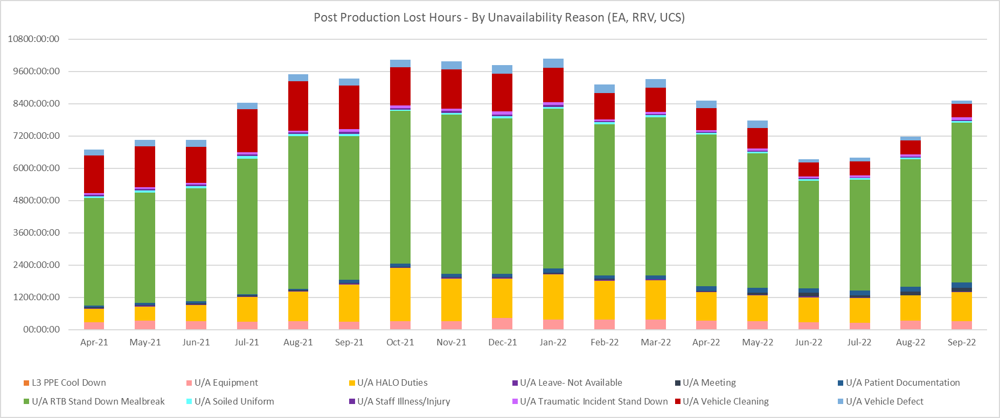 Post Production Lost Hours - By Unavailability Reason (EA, RRV, UCS)
10800:00:00
9600:00:00
8400:00:00
7200:00:00
6000:00:00
4800:00:00
3600:00:00
2400:00:00
1200:00:00
00:00:00
Apr-21 May-21 Jun-21 Jul-21 Aug-21 Sep-21 Oct-21 Nov-21 Dec-21 Jan-22 Feb-22 Mar-22 Apr-22 May-22 Jun-22 Jul-22 Aug-22 Sep-22
L3 PPE Cool Down U/A Equipment U/A HALO Duties U/A Leave- Not Available U/A Meeting U/A Patient Documentation
U/A RTB Stand Down Mealbreak U/A Soiled Uniform U/A Staff Illness/Injury U/A Traumatic Incident Stand Down U/A Vehicle Cleaning U/A Vehicle Defect